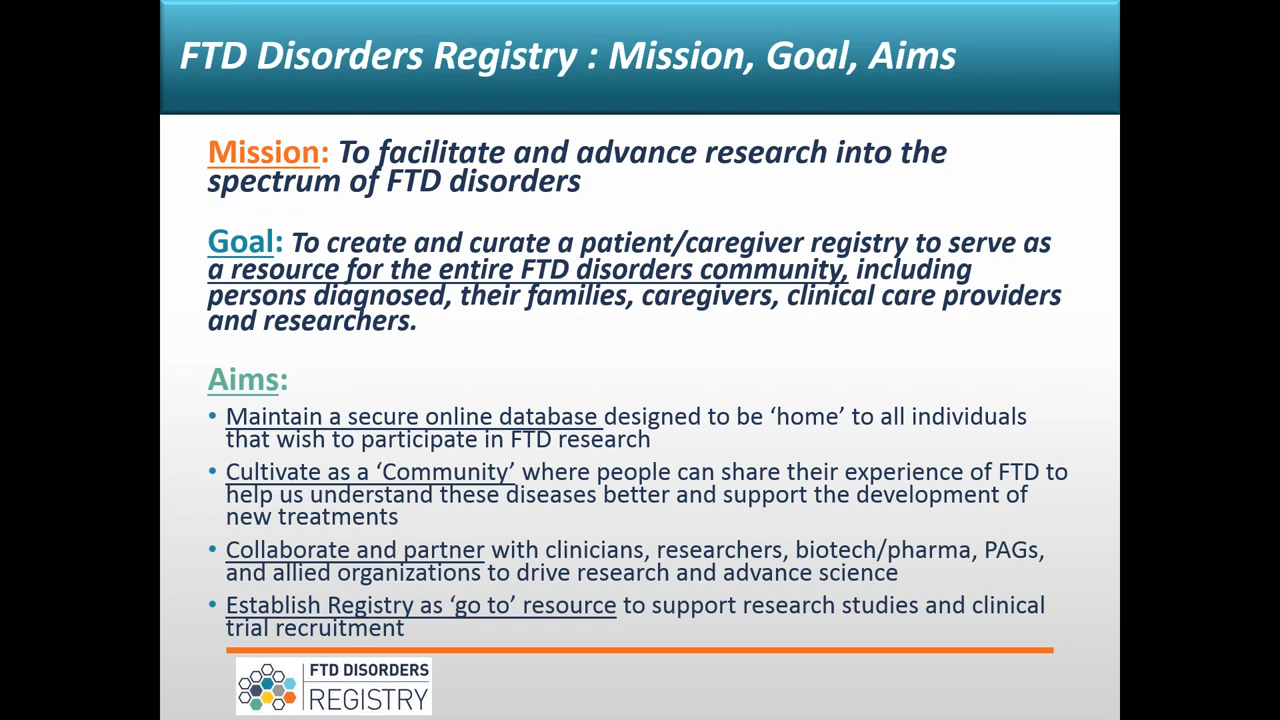 FTD Disorders Registry : Mission, Goal, Aims
Mission: To facilitate and advance research into the
spectrum of FTD disorders
Goal: To create and curate a patient/caregiver registry to serve as
a resource for the entire FTD disorders community, including
persons diagnosed, their families, caregivers, clinical care providers
and researchers.
Aims:
• Maintain a secure online database designed to be ‘home’ to all individuals
that wish to participate in FTD research
• Cultivate as a ‘Community’ where people can share their experience of FTD to
help us understand these diseases better and support the development of
new treatments
• Collaborate and partner with clinicians, researchers, biotech/pharma, PAGs,
and allied organizations to drive research and advance science
• Establish Registry as ‘go to’ resource to support research studies and clinical
trial recruitment
FTD DISORDERS
REGISTRY